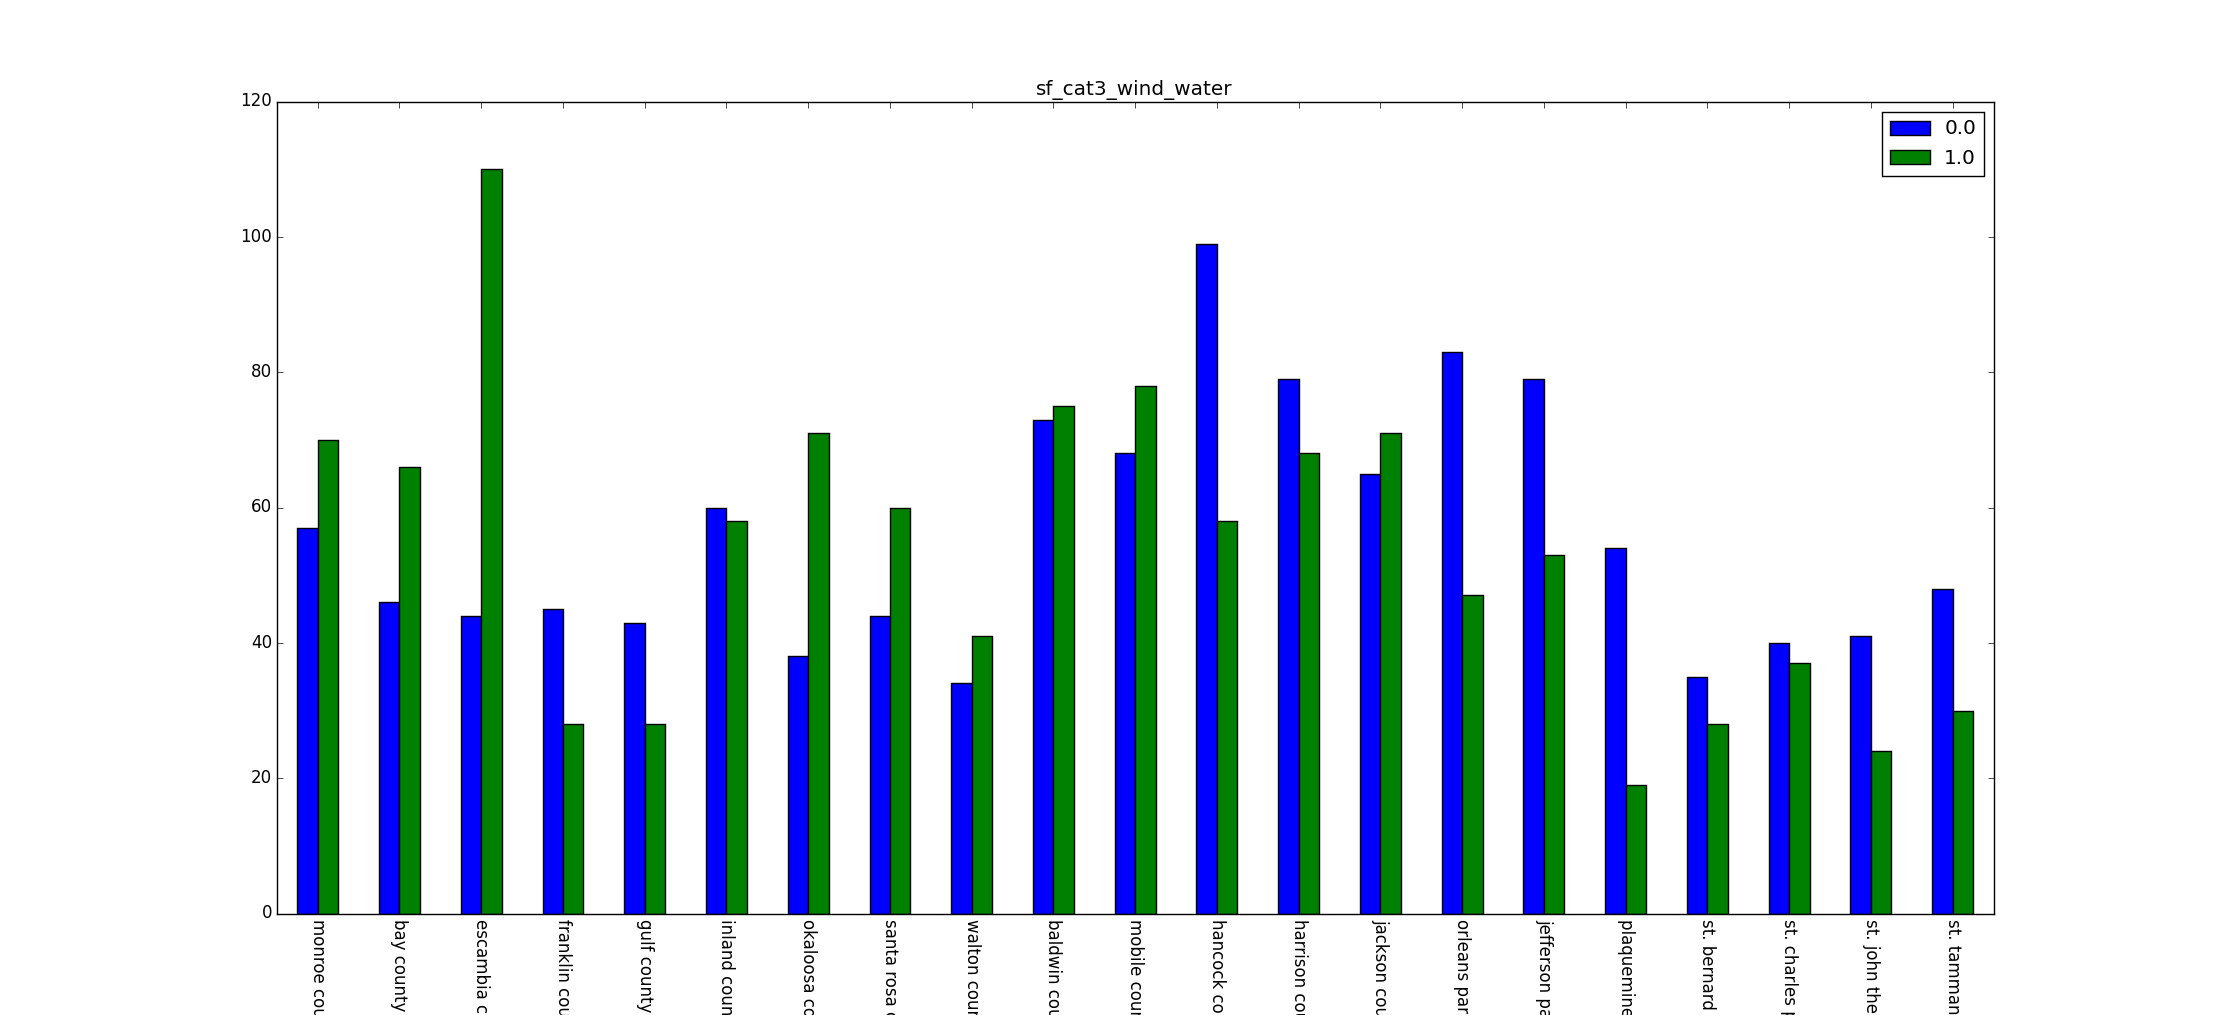 sf_cat3_wind_water
120
100
80
60
40
20
0
0.0
1.0
monroe cou
bay county
escambia c
franklin cou
gulf county
inland coun
okaloosa co
santa rosa c
walton coun
baldwin cou
mobile coun
hancock co
harrison cou
jackson cou
orleans par
jefferson pa
plaquemine
st. bernard
st. charles p
st. john the
st. tamman